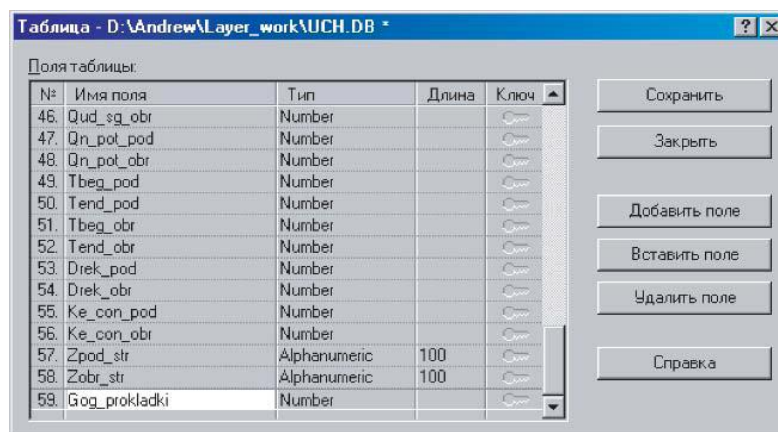 Таблица - D:\Andrew\Layer_work\UCH.DB *
Поля таблицы:
№ Имя поля Тип Длина Ключ
46. Qud_sg_obr Number
47. Qn_pot_pod Number
48. Qn_pot_obr Number
49. Tbeg_pod Number
50. Tend_pod Number
51. Tbeg_obr Number
52. Tend_obr Number
53. Drek_pod Number
54. Drek_obr Number
55. Ke_con_pod Number
56. Ke_con_obr Number
57. Zpod_str Alphanumeric 100
58. Zobr_str Alphanumeric 100
59. Gog_prokladki Number
Сохранить
Закрыть
Добавить поле
Вставить поле
Удалить поле
Справка